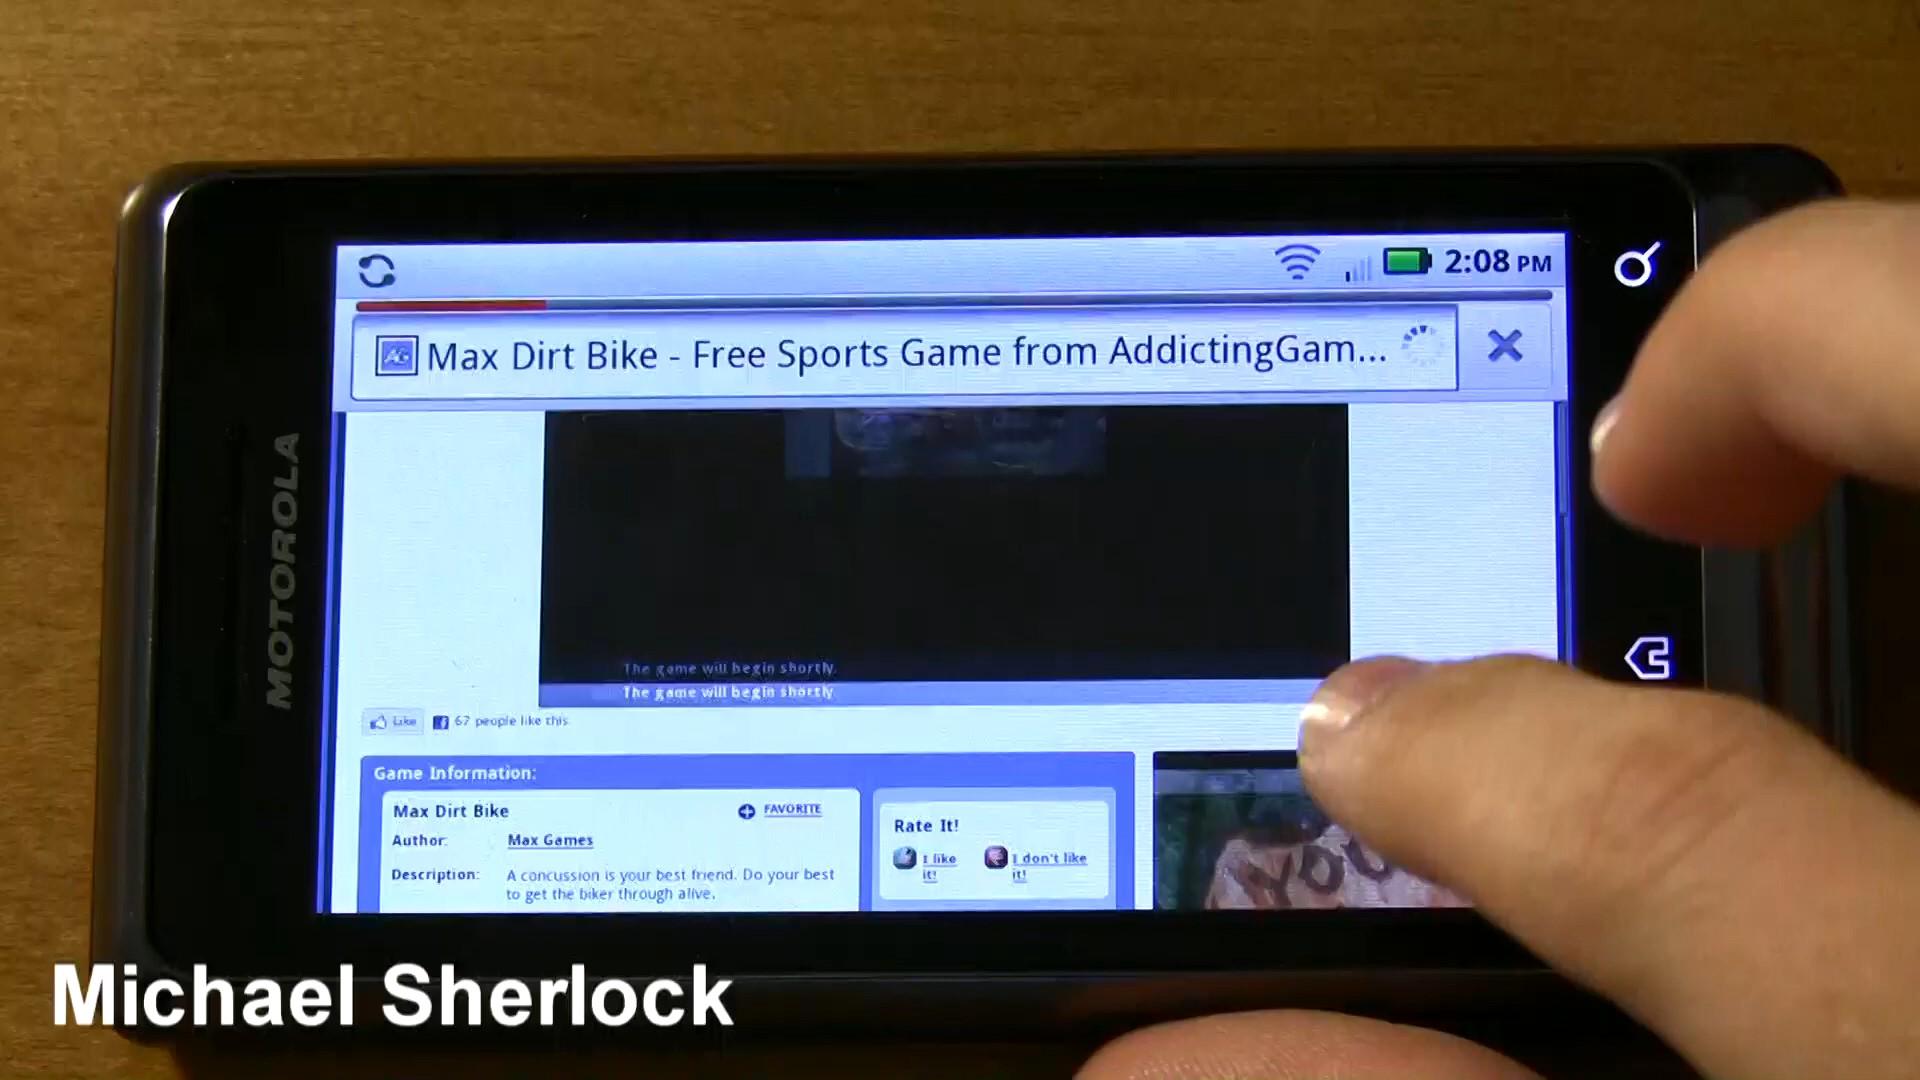 2:08 PM
AG Max Dirt Bike - Free Sports Game from AddictingGam...
MOTOROLA
The game will begin shortly.
The game will begin shortly
Like 67 people like this
Game Information:
Max Dirt Bike FAVORITE
Author: Max Games
Description: A concussion is your best friend. Do your best
to get the biker through alive.
Rate It!
I like
it!
I don't like
it!
YOU
Michael Sherlock